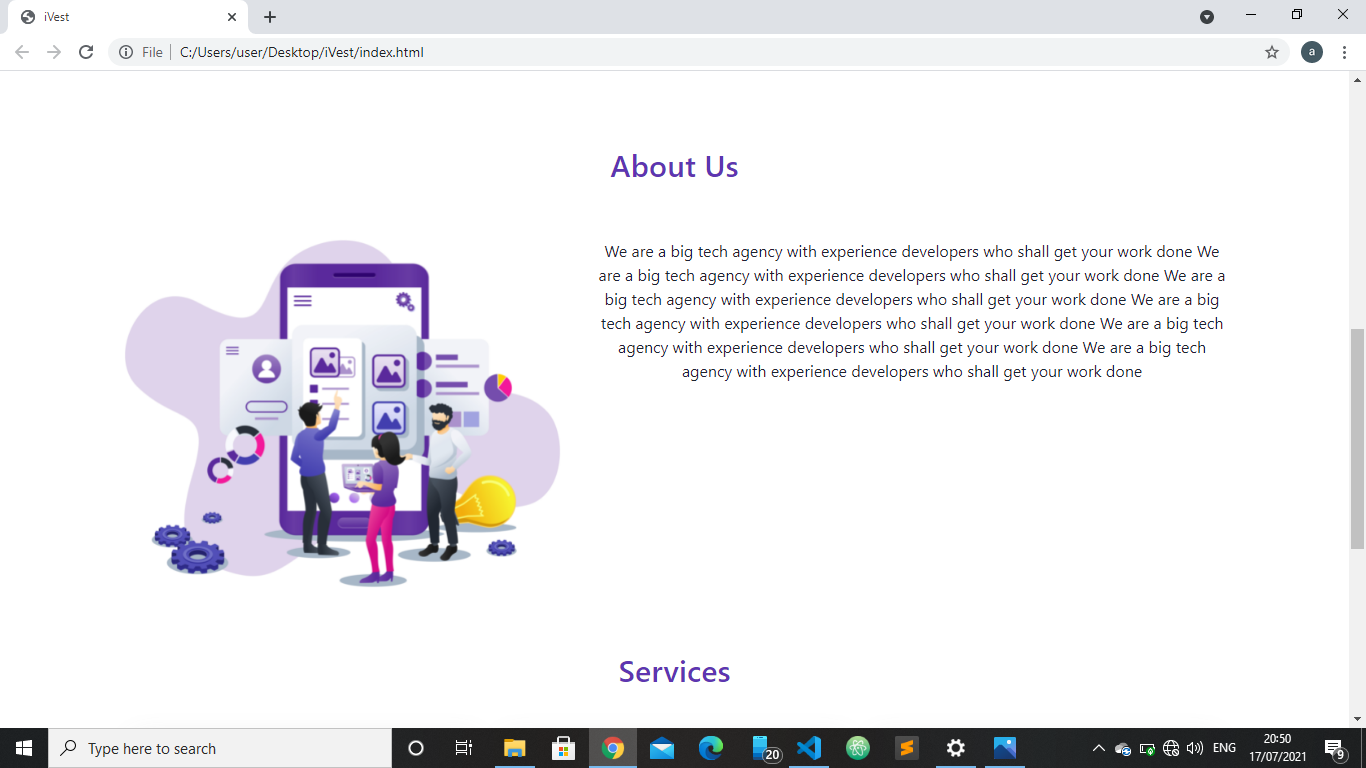 iVest
File
C:/Users/user/Desktop/iVest/index.html
a
About Us
We are a big tech agency with experience developers who shall get your work done We
are a big tech agency with experience developers who shall get your work done We are a
big tech agency with experience developers who shall get your work done We are a big
tech agency with experience developers who shall get your work done We are a big tech
agency with experience developers who shall get your work done We are a big tech
agency with experience developers who shall get your work done
Services
Type here to search
20
ENG
20:50
17/07/2021
9